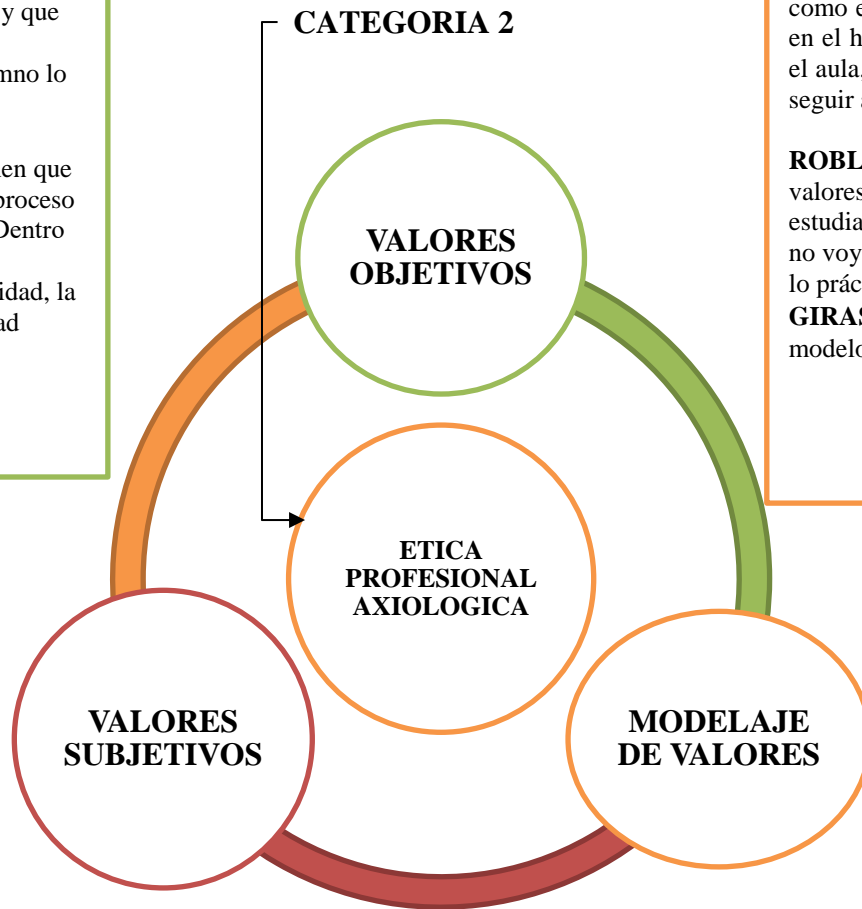 y que
mno lo
en que
proceso
Dentro
idad, la
ad
CATEGORIA 2
como e
en el h
el aula,
seguir a
ROBL
valores
estudia
no voy
lo prác
GIRAS
modelo
VALORES
OBJETIVOS
ETICA
PROFESIONAL
AXIOLOGICA
VALORES
SUBJETIVOS
MODELAJE
DE VALORES